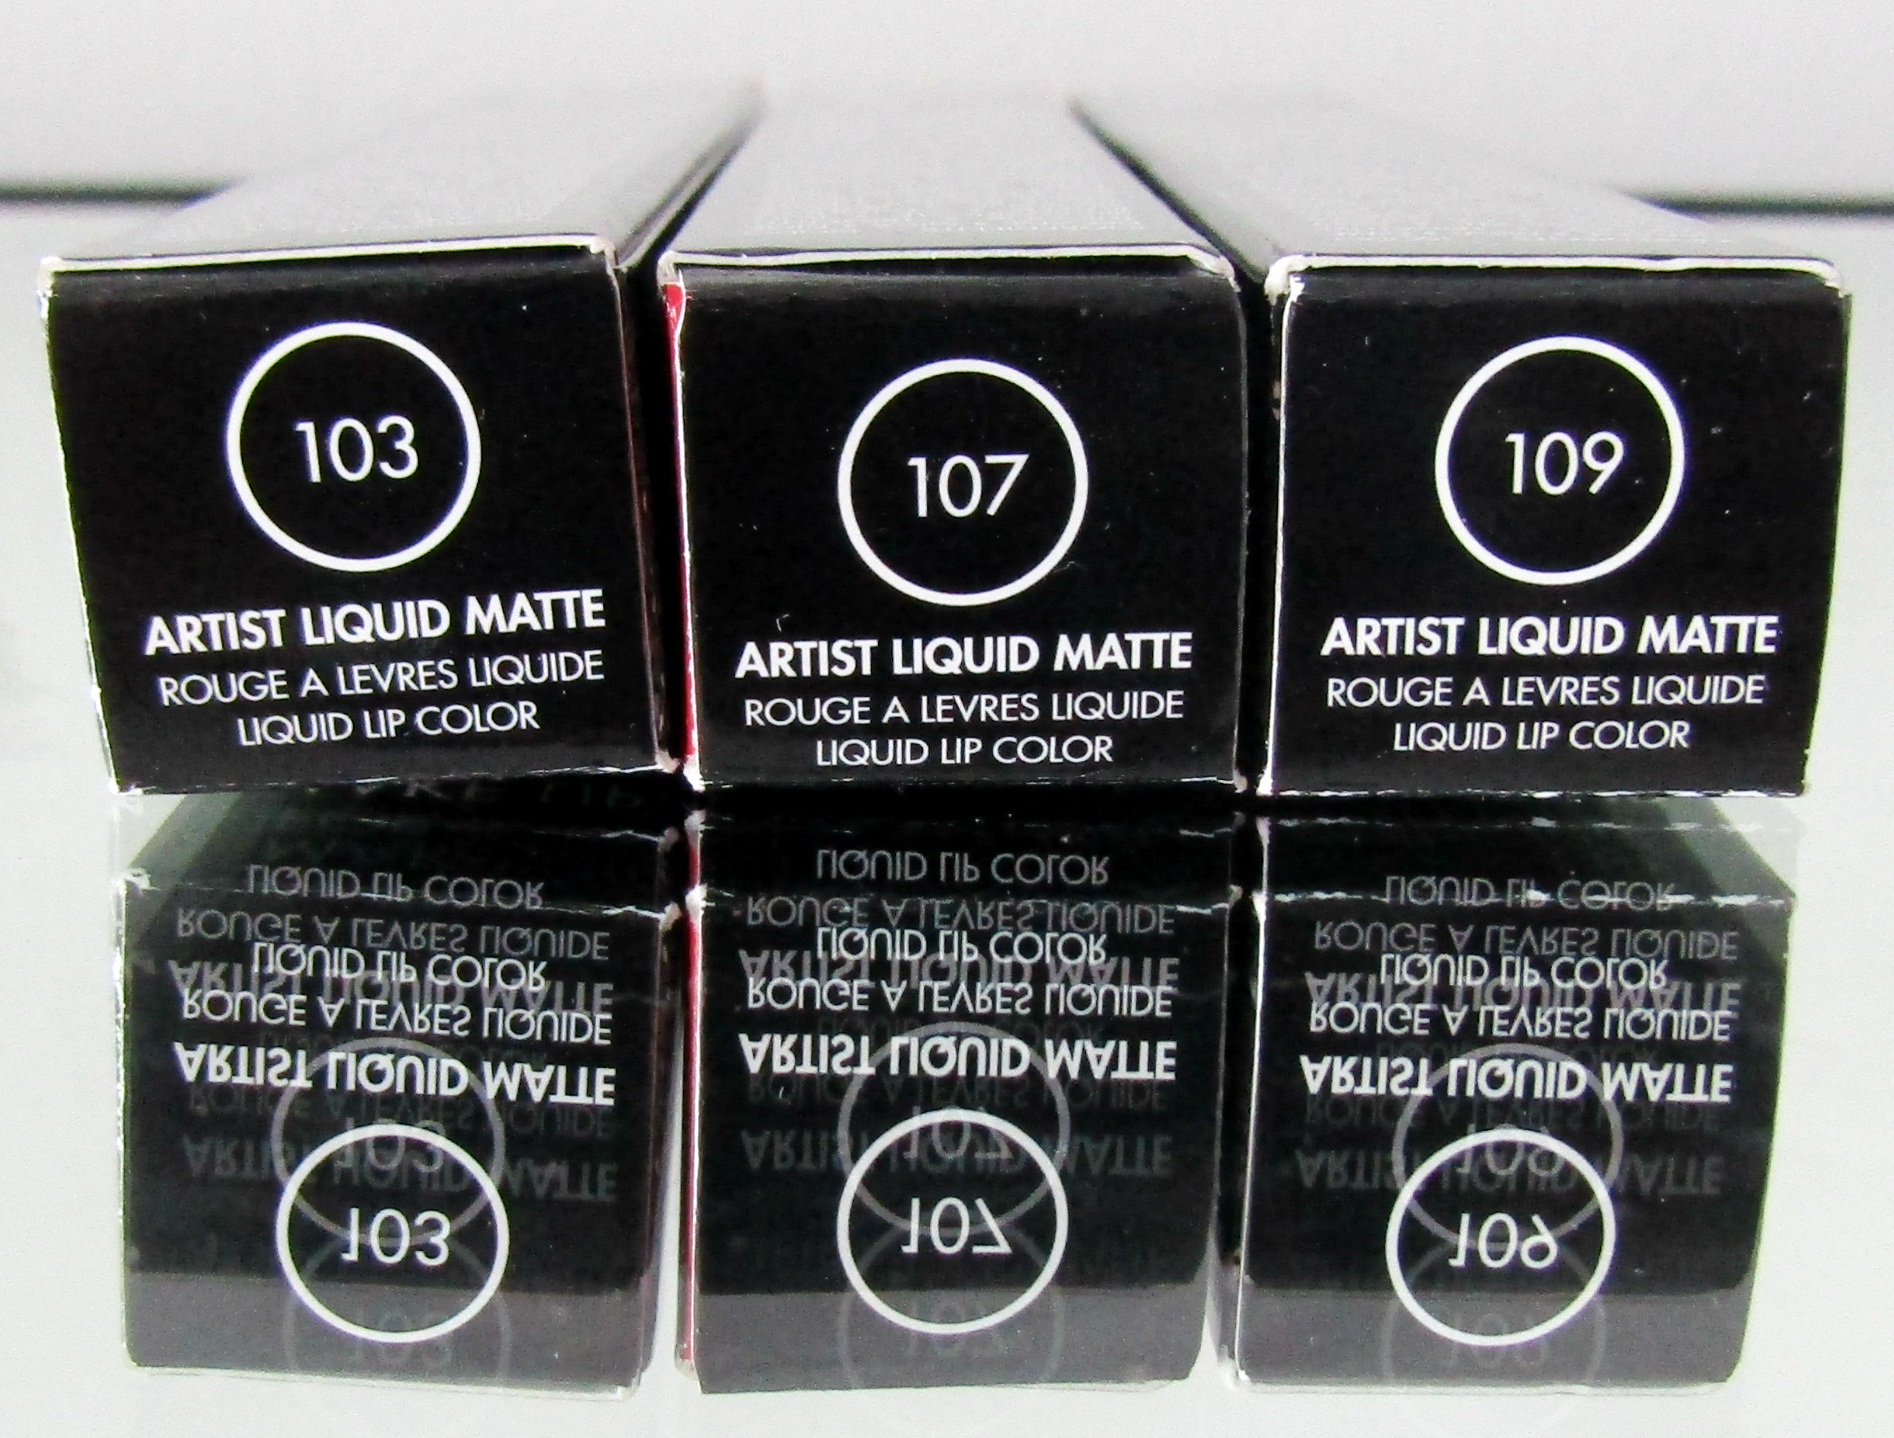 103
ARTIST LIQUID MATTE
ROUGE A LEVRES LIQUIDE
LIQUID LIP COLOR
107
ARTIST LIQUID MATTE
ROUGE A LEVRES LIQUIDE
LIQUID LIP COLOR
109
ARTIST LIQUID MATTE
ROUGE A LEVRES LIQUIDE
LIQUID LIP COLOR